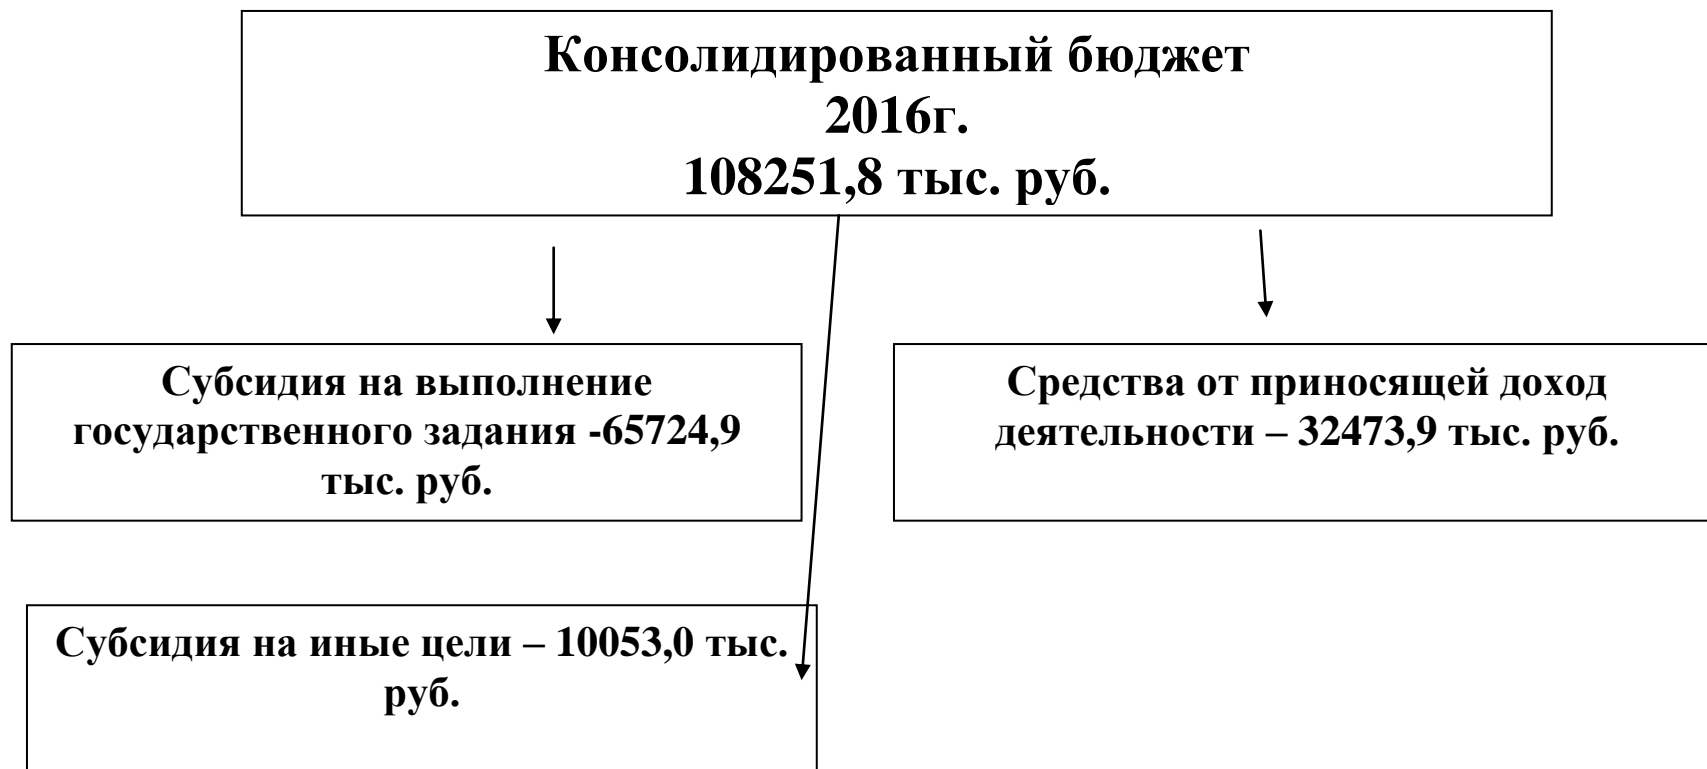 Консолидированный бюджет
2016г.
108251,8 тыс. руб.
Субсидия на выполнение
государственного задания -65724,9
тыс. руб.
Средства от приносящей доход
деятельности – 32473,9 тыс. руб.
Субсидия на иные цели – 10053,0 тыс.
руб.